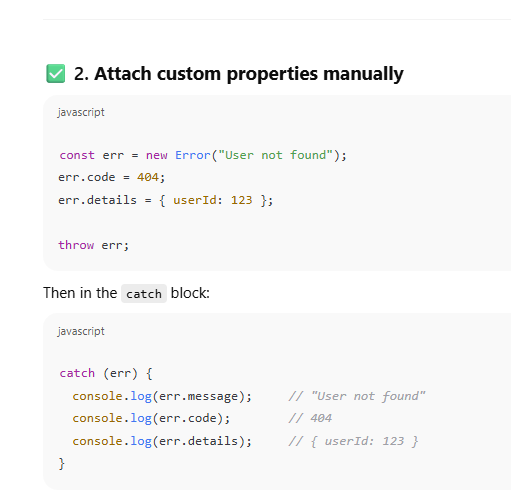 ✅ 2. Attach custom properties manually
javascript
const err = new Error("User not found");
err.code = 404;
err.details = { userId: 123 };
throw err;
Then in the catch block:
javascript
catch (err) {
  console.log(err.message);     // "User not found"
  console.log(err.code);        // 404
  console.log(err.details);     // { userId: 123 }
}